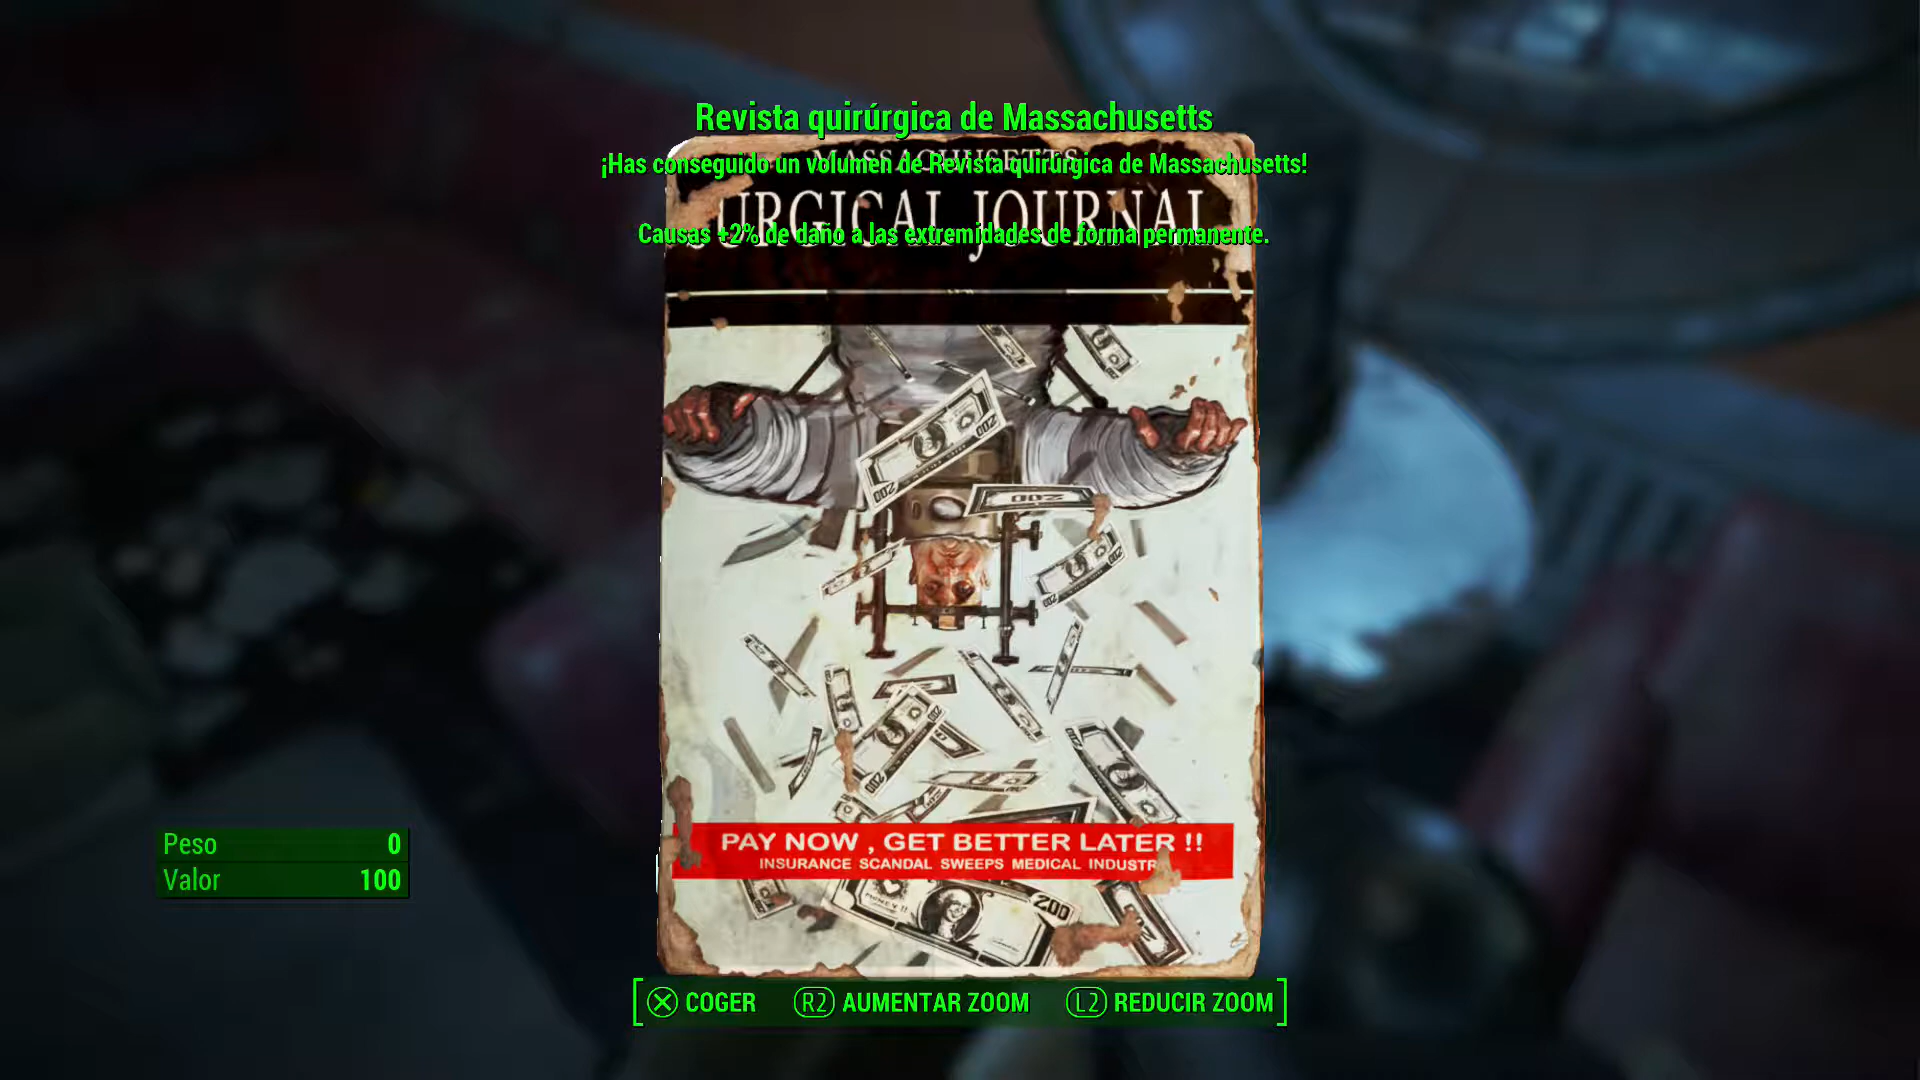 Revista quirúrgica de Massachusetts
MASSACHUSETTS
¡Has conseguido un volumen de Revista quirúrgica de Massachusetts!
URGICAL JOURNAL
Causas +2% de daño a las extremidades de forma permanente.
PAY NOW , GET BETTER LATER !!
INSURANCE SCANDAL SWEEPS MEDICAL INDUSTR
200
Peso 0
Valor 100
COGER R2 AUMENTAR ZOOM L2 REDUCIR ZOOM